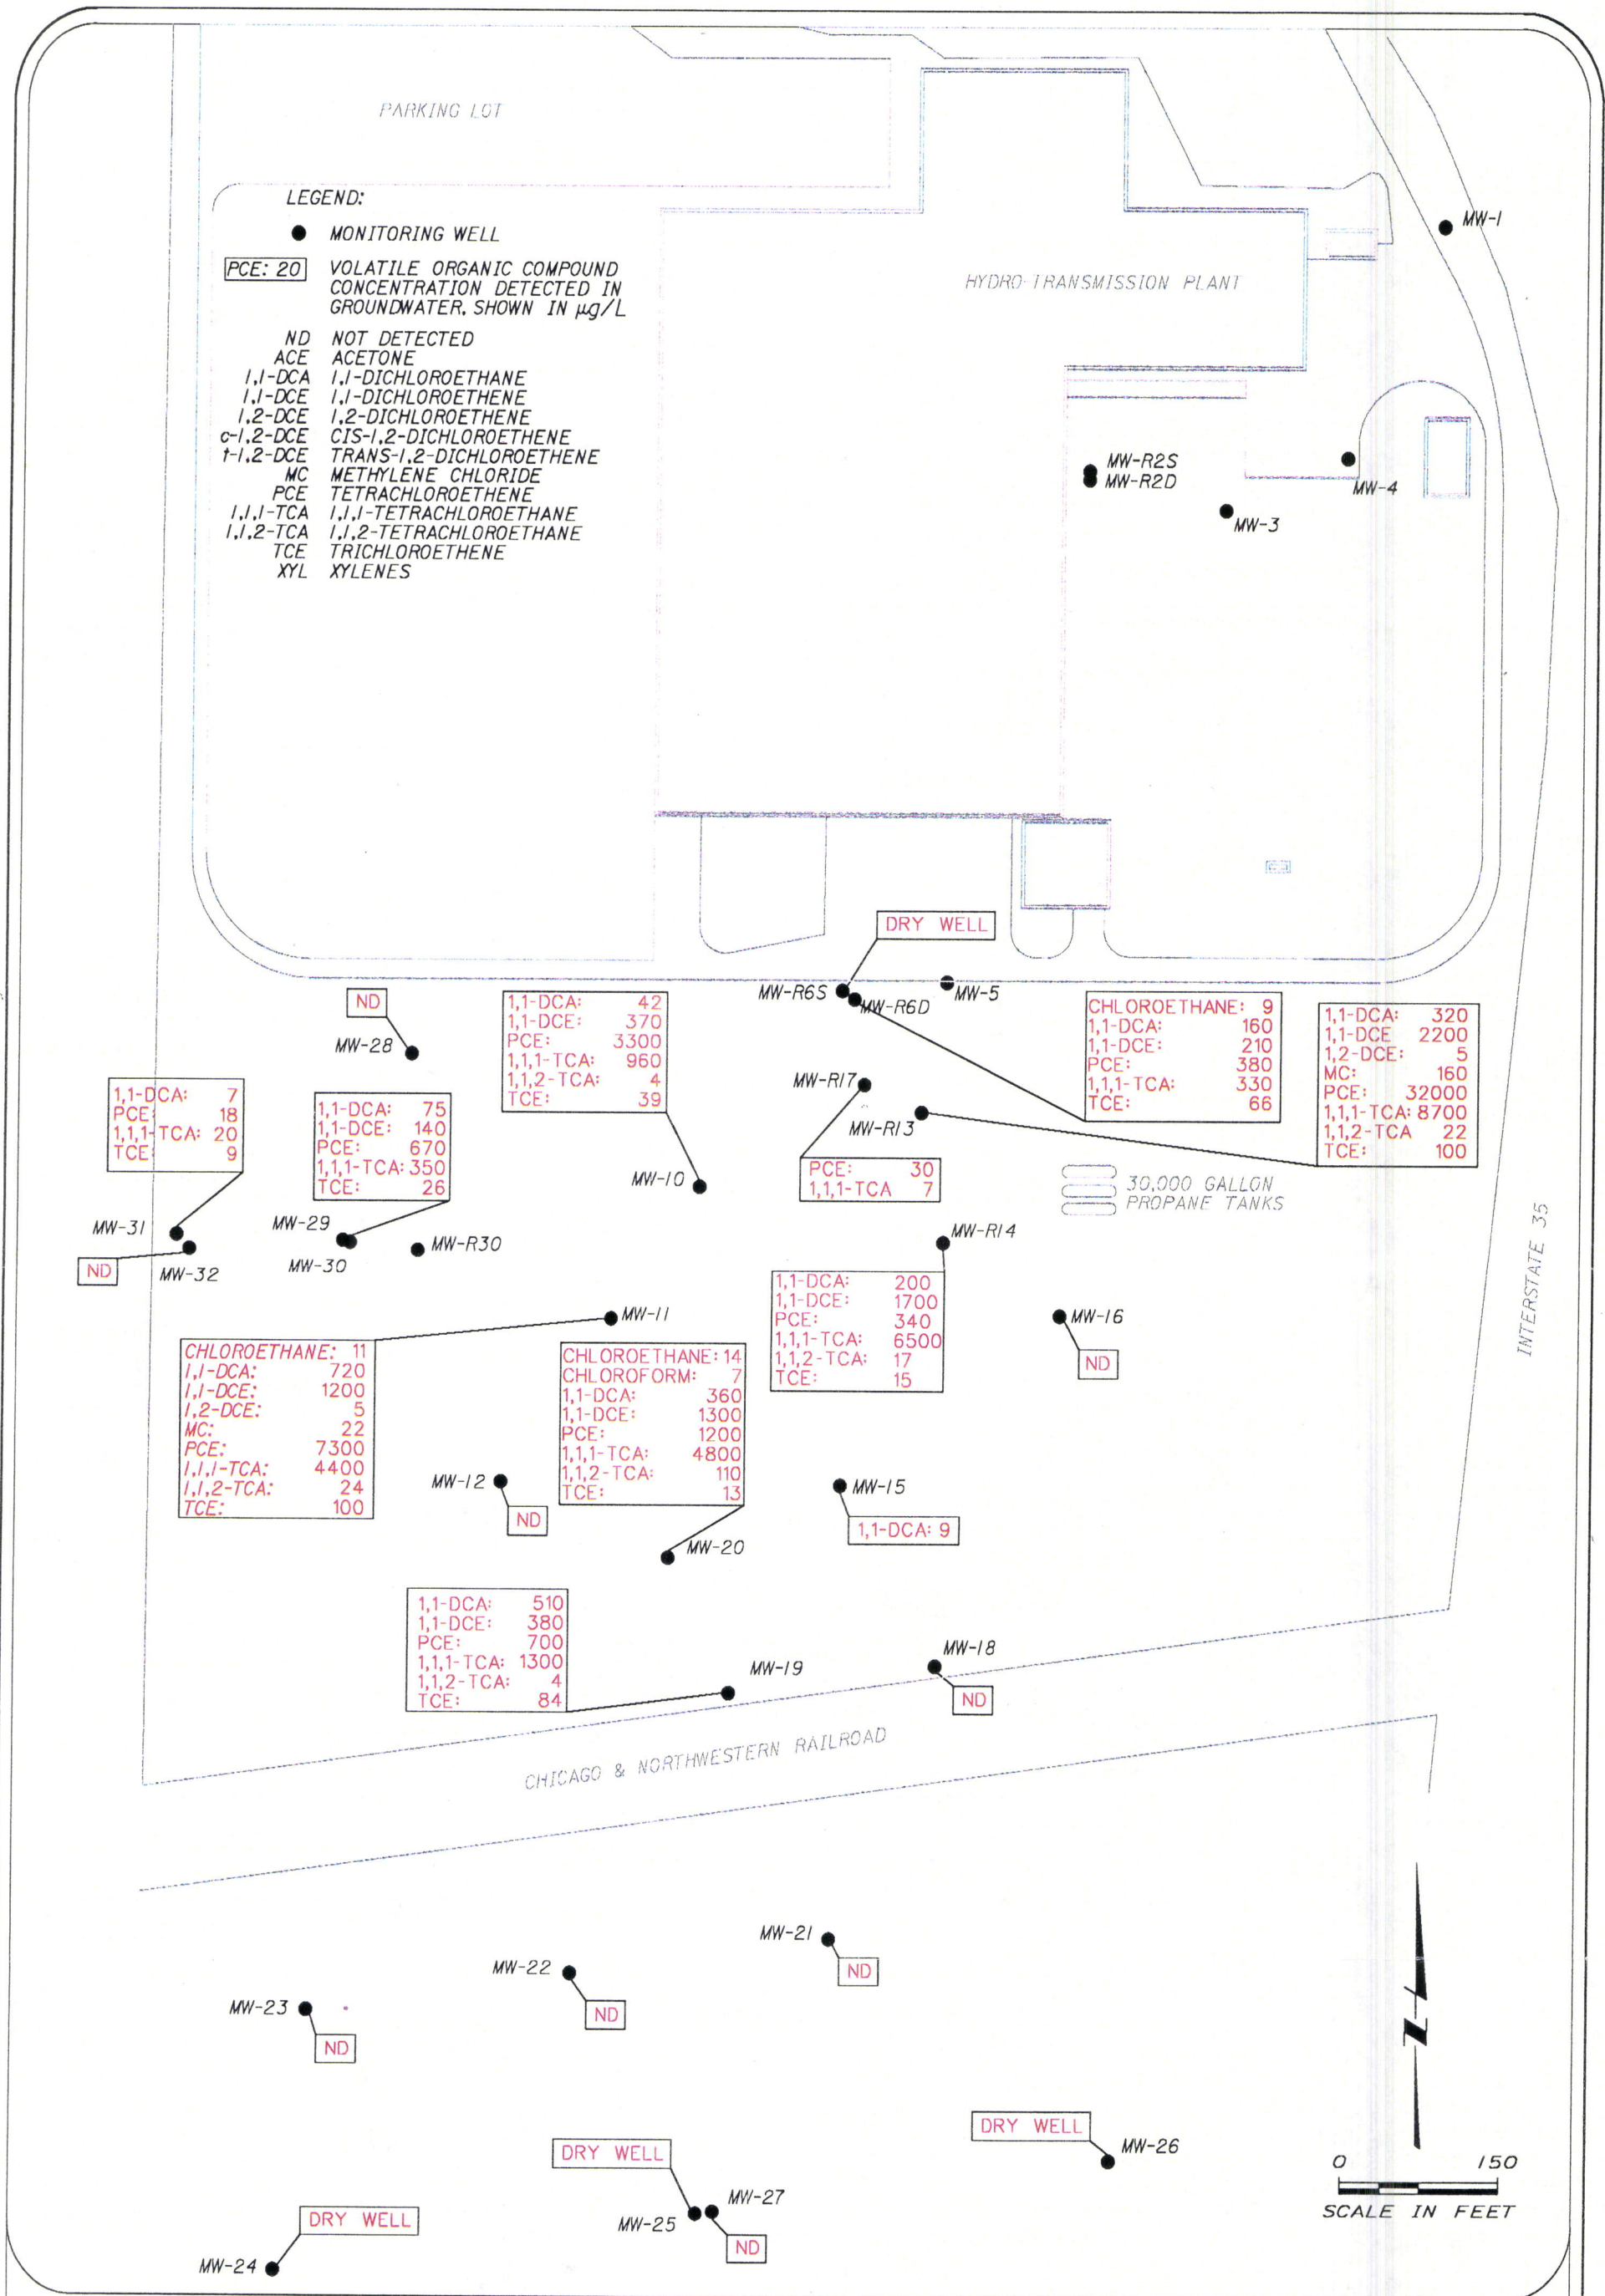 PARKING LOT
LEGEND:
MONITORING WELL
PCE: 20 VOLATILE ORGANIC COMPOUND
CONCENTRATION DETECTED IN
GROUNDWATER, SHOWN IN µg/L
ND NOT DETECTED
ACE ACETONE
1,1-DCA 1,1-DICHLOROETHANE
1,1-DCE 1,1-DICHLOROETHENE
1,2-DCE 1,2-DICHLOROETHENE
c-1,2-DCE CIS-1,2-DICHLOROETHENE
t-1,2-DCE TRANS-1,2-DICHLOROETHENE
MC METHYLENE CHLORIDE
PCE TETRACHLOROETHENE
1,1,1-TCA 1,1,1-TETRACHLOROETHANE
1,1,2-TCA 1,1,2-TETRACHLOROETHANE
TCE TRICHLOROETHENE
XYL XYLENES
MW-1
HYDRO-TRANSMISSION PLANT
MW-R2S
MW-R2D
MW-4
MW-3
DRY WELL
MW-R6S
MW-R6D
MW-5
ND
MW-28
1,1-DCA: 42
1,1-DCE: 370
PCE: 3300
1,1,1-TCA: 960
1,1,2-TCA: 4
TCE: 39
MW-10
CHLOROETHANE: 9
1,1-DCA: 160
1,1-DCE: 210
PCE: 380
1,1,1-TCA: 330
TCE: 66
1,1-DCA: 320
1,1-DCE 2200
1,2-DCE: 5
MC: 160
PCE: 32000
1,1,1-TCA: 8700
1,1,2-TCA 22
TCE: 100
MW-R17
MW-R13
PCE: 30
1,1,1-TCA 7
1,1-DCA: 7
PCE 18
1,1,1-TCA: 20
TCE 9
1,1-DCA: 75
1,1-DCE: 140
PCE: 670
1,1,1-TCA: 350
TCE: 26
30,000 GALLON
PROPANE TANKS
MW-31
ND
MW-32
MW-29
MW-30
MW-R30
MW-R14
INTERSTATE 35
1,1-DCA: 200
1,1-DCE: 1700
PCE: 340
1,1,1-TCA: 6500
1,1,2-TCA: 17
TCE: 15
MW-11
MW-16
ND
CHLOROETHANE: 11
1,1-DCA: 720
1,1-DCE: 1200
1,2-DCE: 5
MC: 22
PCE: 7300
1,1,1-TCA: 4400
1,1,2-TCA: 24
TCE: 100
CHLOROETHANE: 14
CHLOROFORM: 7
1,1-DCA: 360
1,1-DCE: 1300
PCE: 1200
1,1,1-TCA: 4800
1,1,2-TCA: 110
TCE: 13
MW-12
ND
MW-15
1,1-DCA: 9
MW-20
1,1-DCA: 510
1,1-DCE: 380
PCE: 700
1,1,1-TCA: 1300
1,1,2-TCA: 4
TCE: 84
MW-19
MW-18
ND
CHICAGO & NORTHWESTERN RAILROAD
MW-21
ND
MW-22
ND
MW-23
ND
DRY WELL
MW-26
DRY WELL
MW-25
MW-27
ND
DRY WELL
MW-24
N
0 150
SCALE IN FEET